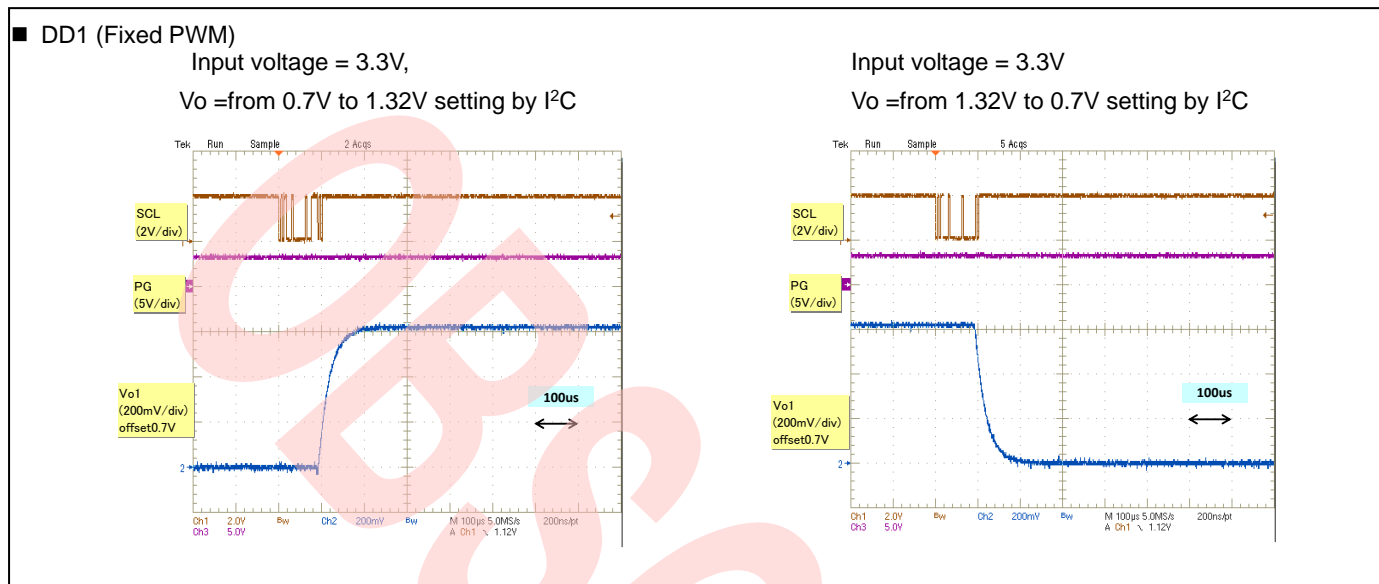 ■ DD1 (Fixed PWM)
Input voltage = 3.3V,
Vo =from 0.7V to 1.32V setting by I²C
Tek Run Sample 2 Acqs
SCL
(2V/div)
PG
(5V/div)
Vo1
(200mV/div)
offset0.7V
100us
2
Ch1 2.0V Bw Ch2 200mV Bw M 100µs 5.0MS/s 200ns/pt
Ch3 5.0V A Ch1 1.12V
Input voltage = 3.3V
Vo =from 1.32V to 0.7V setting by I²C
Tek Run Sample 5 Acqs
SCL
(2V/div)
PG
(5V/div)
Vo1
(200mV/div)
offset0.7V
100us
2
Ch1 2.0V Bw Ch2 200mV Bw M 100µs 5.0MS/s 200ns/pt
Ch3 5.0V A Ch1 1.12V